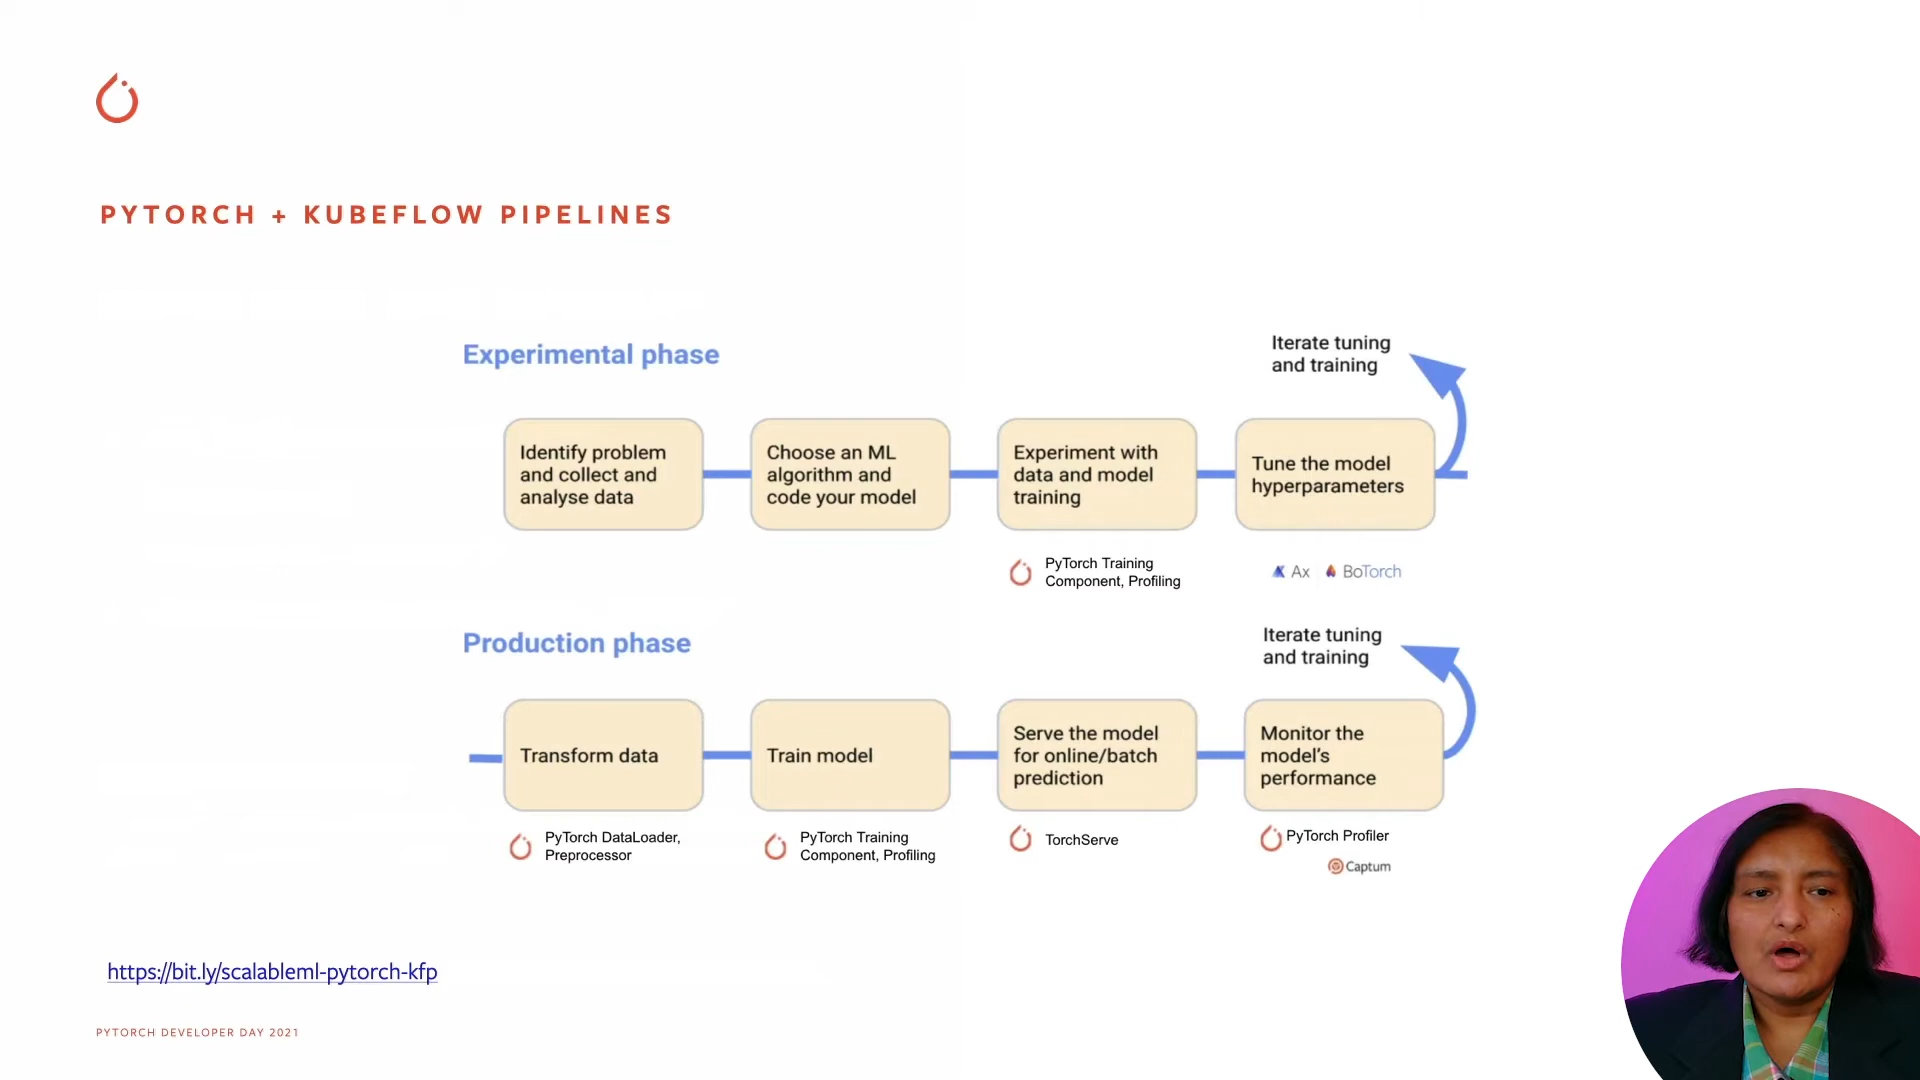 PYTORCH + KUBEFLOW PIPELINES
Experimental phase
Iterate tuning
and training
Identify problem
and collect and
analyse data
Choose an ML
algorithm and
code your model
Experiment with
data and model
training
Tune the model
hyperparameters
PyTorch Training
Component, Profiling
Ax
BoTorch
Production phase
Iterate tuning
and training
Transform data
Train model
Serve the model
for online/batch
prediction
Monitor the
model's
performance
PyTorch DataLoader,
Preprocessor
PyTorch Training
Component, Profiling
TorchServe
PyTorch Profiler
Captum
https://bit.ly/scalableml-pytorch-kfp
PYTORCH DEVELOPER DAY 2021